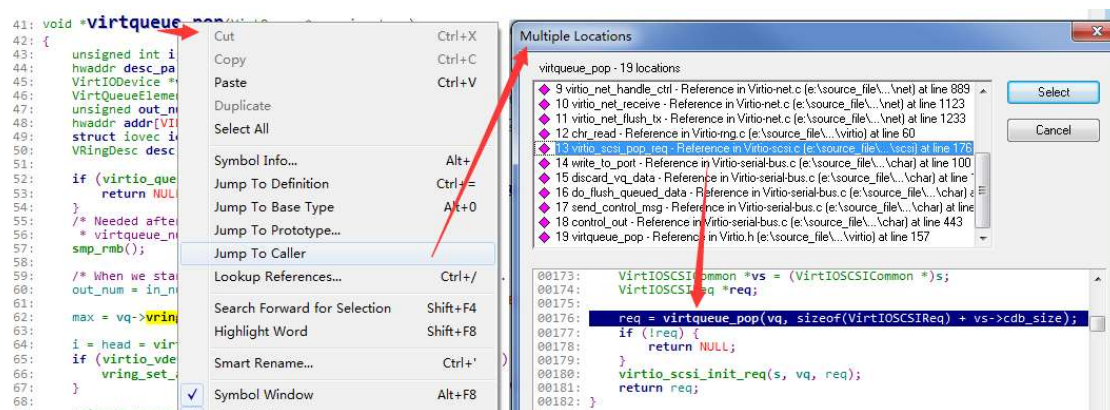 41: void *virtqueue_pop(
42: {
43: unsigned int i
44: hwaddr desc_pa
45: VirtIODevice *
46: VirtQueueElemen
47: unsigned out_nu
48: hwaddr addr[VI
49: struct iovec i
50: VRingDesc desc
51:
52: if (virtio_que
53: return NUL
54: }
55: /* Needed afte
56: * virtqueue_nu
57: smp_rmb();
58:
59: /* When we sta
60: out_num = in_nu
61:
62: max = vq->vrin
63:
64: i = head = vir
65: if (virtio_vde
66: vring_set_
67: }
68:
Cut Ctrl+X
Copy Ctrl+C
Paste Ctrl+V
Duplicate
Select All
Symbol Info... Alt+
Jump To Definition Ctrl+=
Jump To Base Type Alt+0
Jump To Prototype...
Jump To Caller
Lookup References... Ctrl+/
Search Forward for Selection Shift+F4
Highlight Word Shift+F8
Smart Rename... Ctrl+'
Symbol Window Alt+F8
Multiple Locations
virtqueue_pop - 19 locations
9 virtio_net_handle_ctrl - Reference in Virtio-net.c (e:\source_file\...\net) at line 889
10 virtio_net_receive - Reference in Virtio-net.c (e:\source_file\...\net) at line 1123
11 virtio_net_flush_tx - Reference in Virtio-net.c (e:\source_file\...\net) at line 1233
12 chr_read - Reference in Virtio-rng.c (e:\source_file\...\virtio) at line 60
13 virtio_scsi_pop_req - Reference in Virtio-scsi.c (e:\source_file\...\scsi) at line 176
14 write_to_port - Reference in Virtio-serial-bus.c (e:\source_file\...\char) at line 100
15 discard_vq_data - Reference in Virtio-serial-bus.c (e:\source_file\...\char) at line
16 do_flush_queued_data - Reference in Virtio-serial-bus.c (e:\source_file\...\char) a
17 send_control_msg - Reference in Virtio-serial-bus.c (e:\source_file\...\char) at line
18 control_out - Reference in Virtio-serial-bus.c (e:\source_file\...\char) at line 443
19 virtqueue_pop - Reference in Virtio.h (e:\source_file\...\virtio) at line 157
Select
Cancel
00173: VirtIOSCSICommon *vs = (VirtIOSCSICommon *)s;
00174: VirtIOSCSIReq *req;
00175:
00176: req = virtqueue_pop(vq, sizeof(VirtIOSCSIReq) + vs->cdb_size);
00177: if (!req) {
00178: return NULL;
00179: }
00180: virtio_scsi_init_req(s, vq, req);
00181: return req;
00182: }